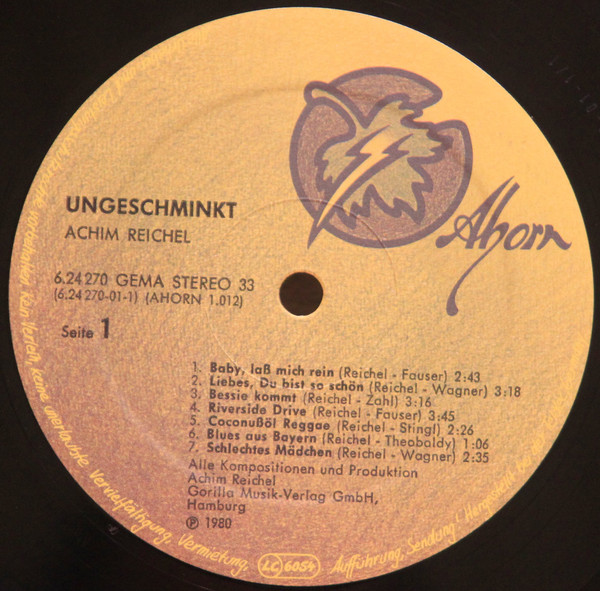 Ahorn
UNGESCHMINKT
ACHIM REICHEL
6.24 270 GEMA STEREO 33
(6.24 270-01-1) (AHORN 1.012)
Seite 1
1. Baby, laß mich rein (Reichel - Fauser) 2:43
2. Liebes, Du bist so schön (Reichel - Wagner) 3:18
3. Bessie kommt (Reichel - Zahl) 3:16
4. Riverside Drive (Reichel - Fauser) 3:45
5. Coconußöl Reggae (Reichel - Stingl) 2:26
6. Blues aus Bayern (Reichel - Theobaldy) 1:06
7. Schlechtes Mädchen (Reichel - Wagner) 2:35
Alle Kompositionen und Produktion
Achim Reichel
Gorilla Musik-Verlag GmbH,
Hamburg
℗ 1980
keine unerlaubte Vervielfältigung, Vermietung,
LC 6054
Aufführung, Sendung!